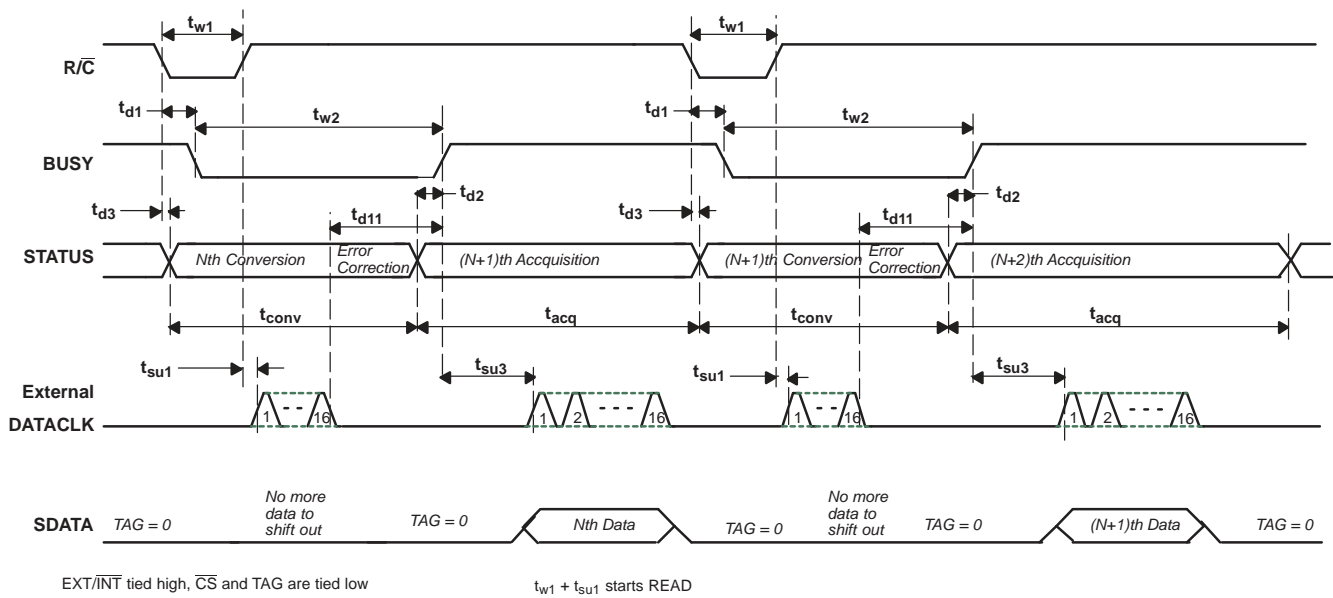 tw1 tw1
R/C̅
td1 tw2 td1 tw2
BUSY
td3 td2 td3 td2
td11 td11
STATUS Nth Conversion Error Correction (N+1)th Accquisition (N+1)th Conversion Error Correction (N+2)th Accquisition
tconv tacq tconv tacq
tsu1 tsu3 tsu1 tsu3
External
DATACLK 1 - - 16 1 2 - - - 16 1 - - 16 1 2 - - - 16
No more
data to
shift out
No more
data to
shift out
SDATA TAG = 0 TAG = 0 Nth Data TAG = 0 TAG = 0 (N+1)th Data TAG = 0
EXT/I̅N̅T̅ tied high, C̅S̅ and TAG are tied low tw1 + tsu1 starts READ